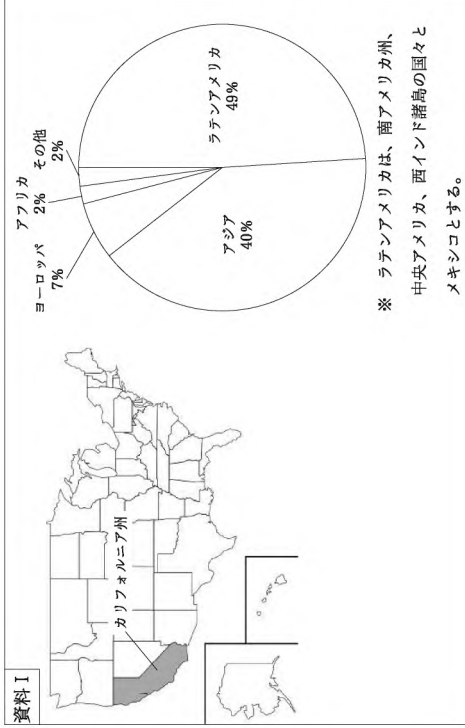 資料Ⅰ
カリフォルニア州
ヨーロッパ
7%
アフリカ
2%
その他
2%
ラテンアメリカ
49%
アジア
40%
※ ラテンアメリカは、南アメリカ州、
中央アメリカ、西インド諸島の国々と
メキシコとする。